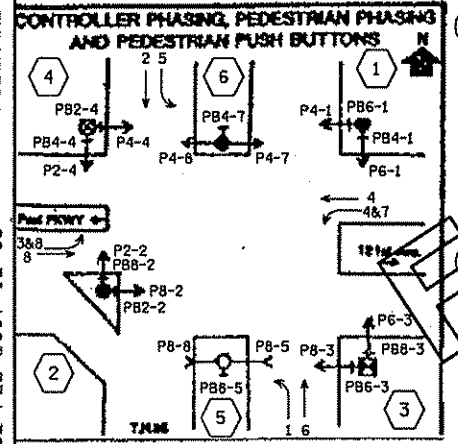 CONTROLLER PHASING, PEDESTRIAN PHASING
AND PEDESTRIAN PUSH BUTTONS
N
2 5
4
6
1
PB2-4
PB4-4
P4-4
P2-4
PB4-7
P4-8
P4-7
P4-1
PB6-1
PB4-1
P6-1
4
4&7
PKWY
3&8
8
P2-2
PB8-2
P8-2
PB2-2
P6-3
P8-8
P8-5
P8-3
PB8-3
PB8-5
PB6-3
2
T.H.
5
1 6
3